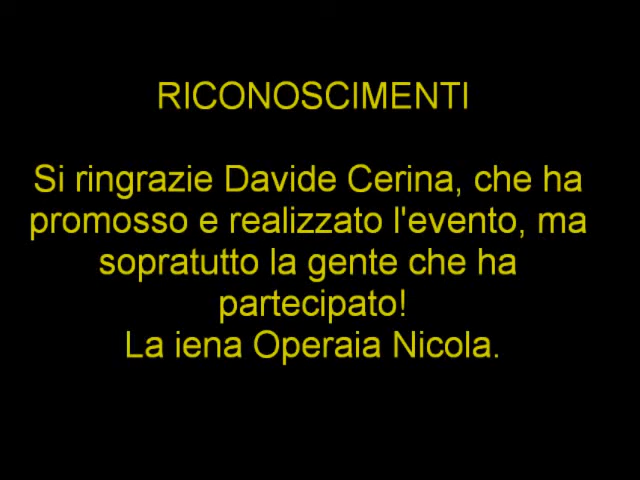 RICONOSCIMENTI
Si ringrazie Davide Cerina, che ha
promosso e realizzato l'evento, ma
sopratutto la gente che ha
partecipato!
La iena Operaia Nicola.